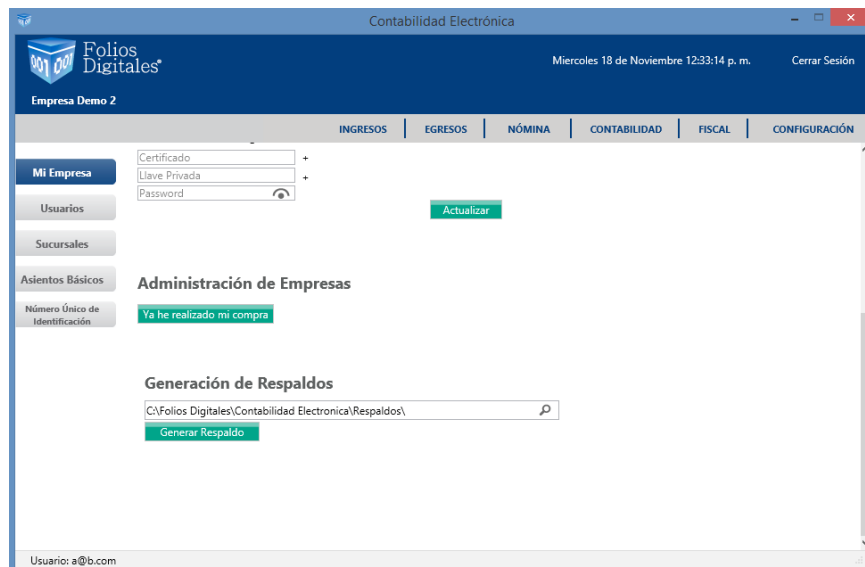 Contabilidad Electrónica
001 001
Folios
Digitales
Miercoles 18 de Noviembre 12:33:14 p. m.
Cerrar Sesión
Empresa Demo 2
INGRESOS
EGRESOS
NÓMINA
CONTABILIDAD
FISCAL
CONFIGURACIÓN
Mi Empresa
Usuarios
Sucursales
Asientos Básicos
Número Único de
Identificación
Certificado +
Llave Privada +
Password
Actualizar
Administración de Empresas
Ya he realizado mi compra
Generación de Respaldos
C:\Folios Digitales\Contabilidad Electronica\Respaldos\
Generar Respaldo
Usuario: a@b.com